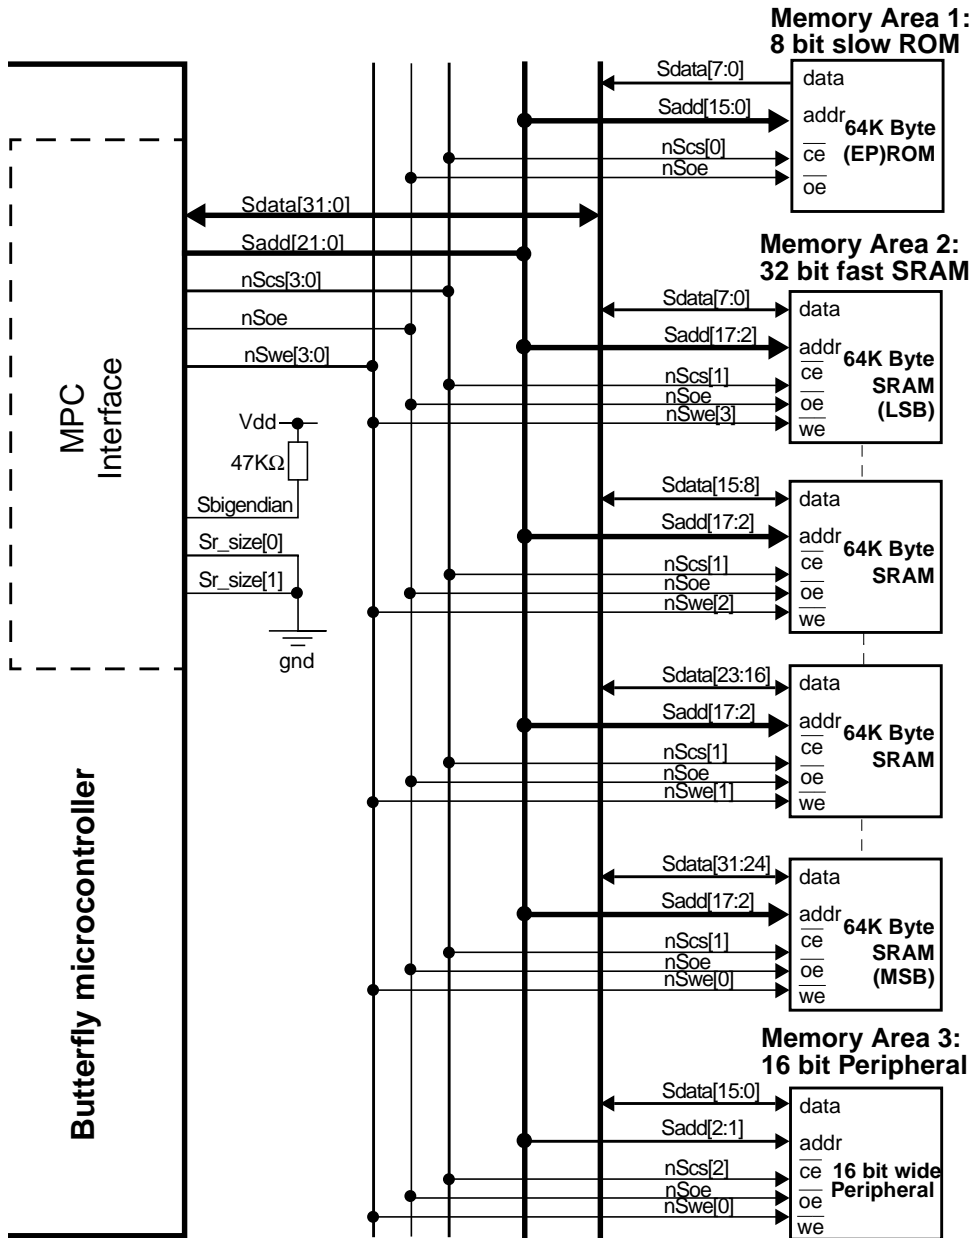 Memory Area 1:
8 bit slow ROM
Sdata[7:0]
data
Sadd[15:0]
addr
64K Byte
(EP)ROM
nScs[0]
ce
nSoe
oe
Sdata[31:0]
Sadd[21:0]
nScs[3:0]
nSoe
nSwe[3:0]
MPC
Interface
Vdd
47KΩ
Sbigendian
Sr_size[0]
Sr_size[1]
gnd
Butterfly microcontroller
Memory Area 2:
32 bit fast SRAM
Sdata[7:0]
data
Sadd[17:2]
addr
64K Byte
SRAM
(LSB)
nScs[1]
ce
nSoe
oe
nSwe[3]
we
Sdata[15:8]
data
Sadd[17:2]
addr
64K Byte
SRAM
nScs[1]
ce
nSoe
oe
nSwe[2]
we
Sdata[23:16]
data
Sadd[17:2]
addr
64K Byte
SRAM
nScs[1]
ce
nSoe
oe
nSwe[1]
we
Sdata[31:24]
data
Sadd[17:2]
addr
64K Byte
SRAM
(MSB)
nScs[1]
ce
nSoe
oe
nSwe[0]
we
Memory Area 3:
16 bit Peripheral
Sdata[15:0]
data
Sadd[2:1]
addr
16 bit wide
Peripheral
nScs[2]
ce
nSoe
oe
nSwe[0]
we